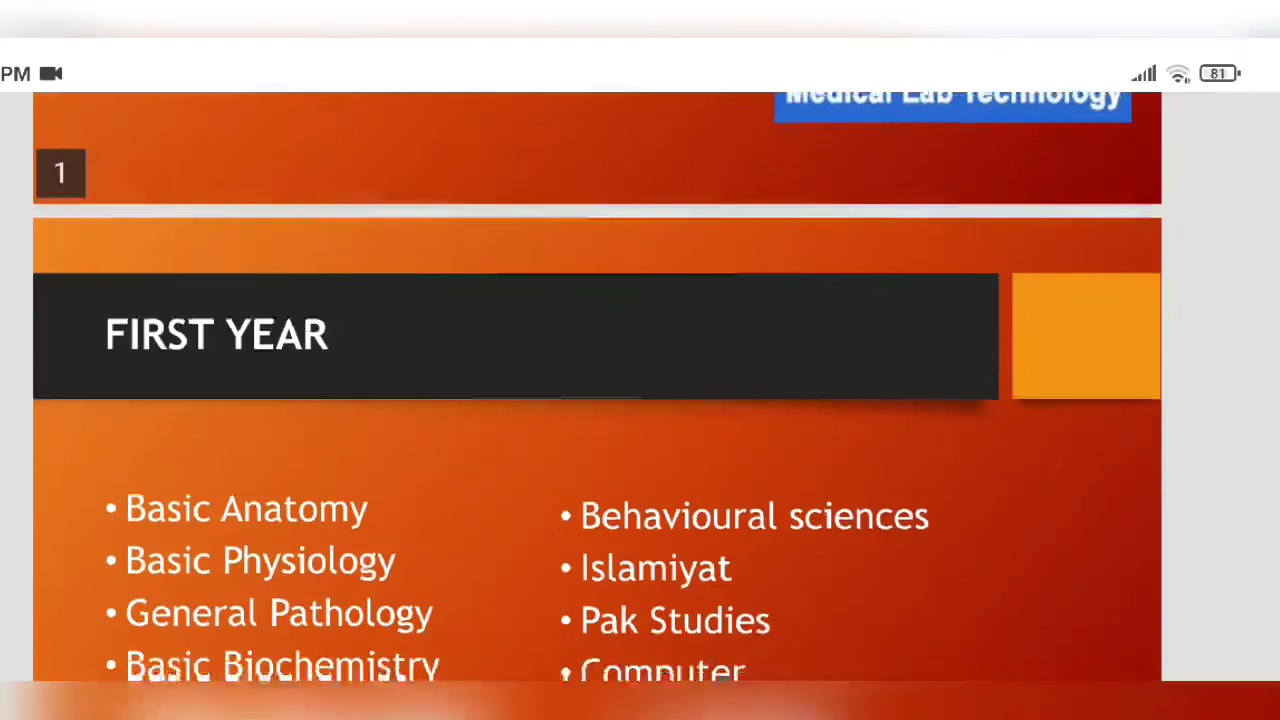 PM
81
Medical Lab Technology
1
FIRST YEAR
• Basic Anatomy
• Basic Physiology
• General Pathology
• Basic Biochemistry
• Behavioural sciences
• Islamiyat
• Pak Studies
• Computer